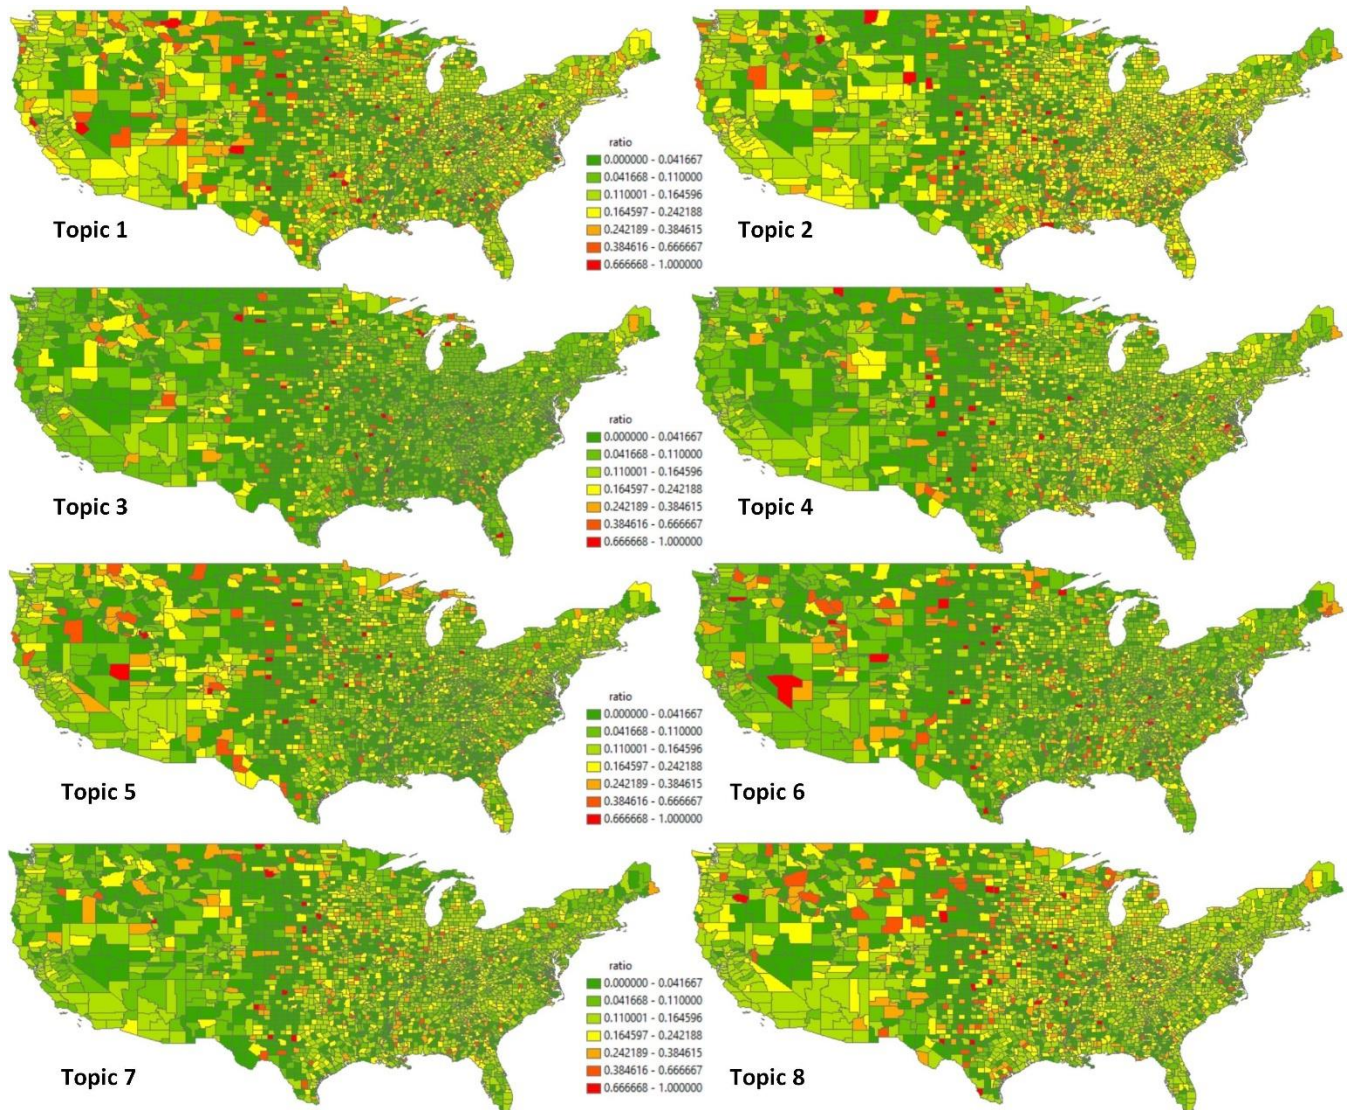 ratio
0.000000 - 0.041667
0.041668 - 0.110000
0.110001 - 0.164596
0.164597 - 0.242188
0.242189 - 0.384615
0.384616 - 0.666667
0.666668 - 1.000000
Topic 1
Topic 2
ratio
0.000000 - 0.041667
0.041668 - 0.110000
0.110001 - 0.164596
0.164597 - 0.242188
0.242189 - 0.384615
0.384616 - 0.666667
0.666668 - 1.000000
Topic 3
Topic 4
ratio
0.000000 - 0.041667
0.041668 - 0.110000
0.110001 - 0.164596
0.164597 - 0.242188
0.242189 - 0.384615
0.384616 - 0.666667
0.666668 - 1.000000
Topic 5
Topic 6
ratio
0.000000 - 0.041667
0.041668 - 0.110000
0.110001 - 0.164596
0.164597 - 0.242188
0.242189 - 0.384615
0.384616 - 0.666667
0.666668 - 1.000000
Topic 7
Topic 8